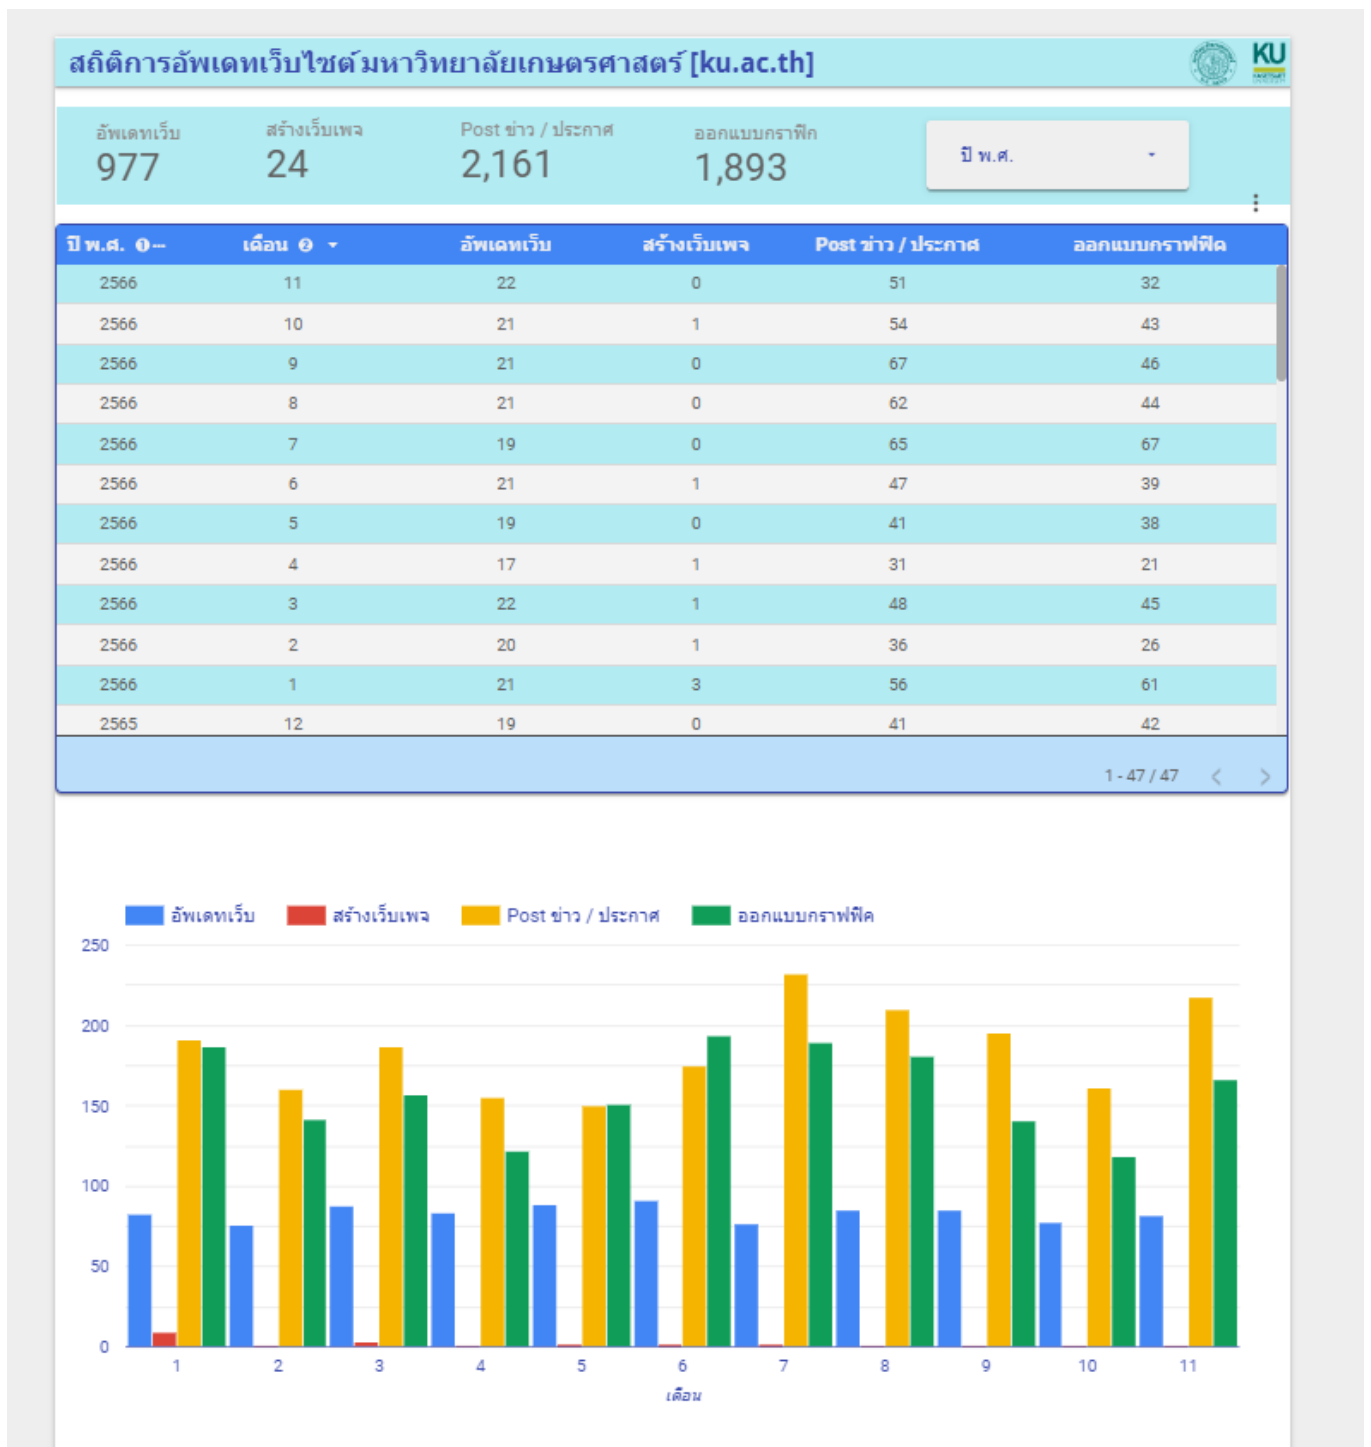 สถิติการอัพเดทเว็บไซต์มหาวิทยาลัยเกษตรศาสตร์ [ku.ac.th]
KU
อัพเดทเว็บ สร้างเว็บเพจ Post ข่าว / ประกาศ ออกแบบกราฟิก
977 24 2,161 1,893
ปี พ.ศ.
ปี พ.ศ. ❶ เดือน ❷ อัพเดทเว็บ สร้างเว็บเพจ Post ข่าว / ประกาศ ออกแบบกราฟฟิค
2566 11 22 0 51 32
2566 10 21 1 54 43
2566 9 21 0 67 46
2566 8 21 0 62 44
2566 7 19 0 65 67
2566 6 21 1 47 39
2566 5 19 0 41 38
2566 4 17 1 31 21
2566 3 22 1 48 45
2566 2 20 1 36 26
2566 1 21 3 56 61
2565 12 19 0 41 42
1 - 47 / 47 < >
อัพเดทเว็บ สร้างเว็บเพจ Post ข่าว / ประกาศ ออกแบบกราฟฟิค
250
200
150
100
50
0
1 2 3 4 5 6 7 8 9 10 11
เดือน